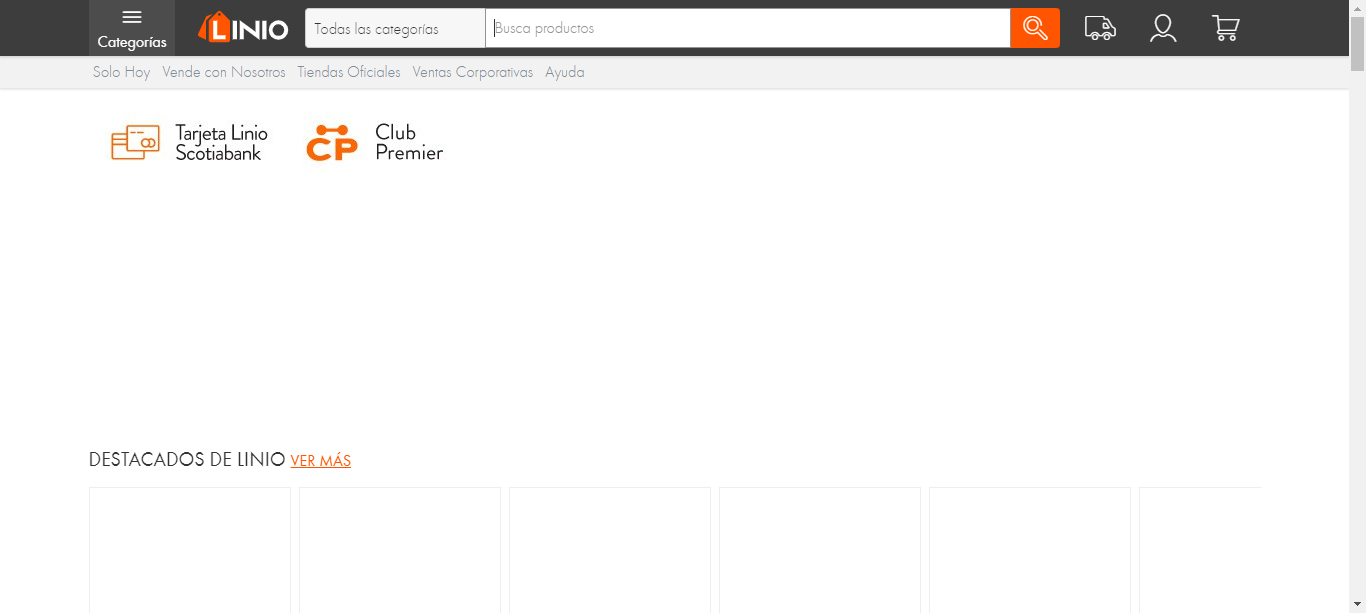 Categorías
LINIO
Todas las categorías
Busca productos
Solo Hoy Vende con Nosotros Tiendas Oficiales Ventas Corporativas Ayuda
Tarjeta Linio
Scotiabank
CP
Club
Premier
DESTACADOS DE LINIO VER MÁS